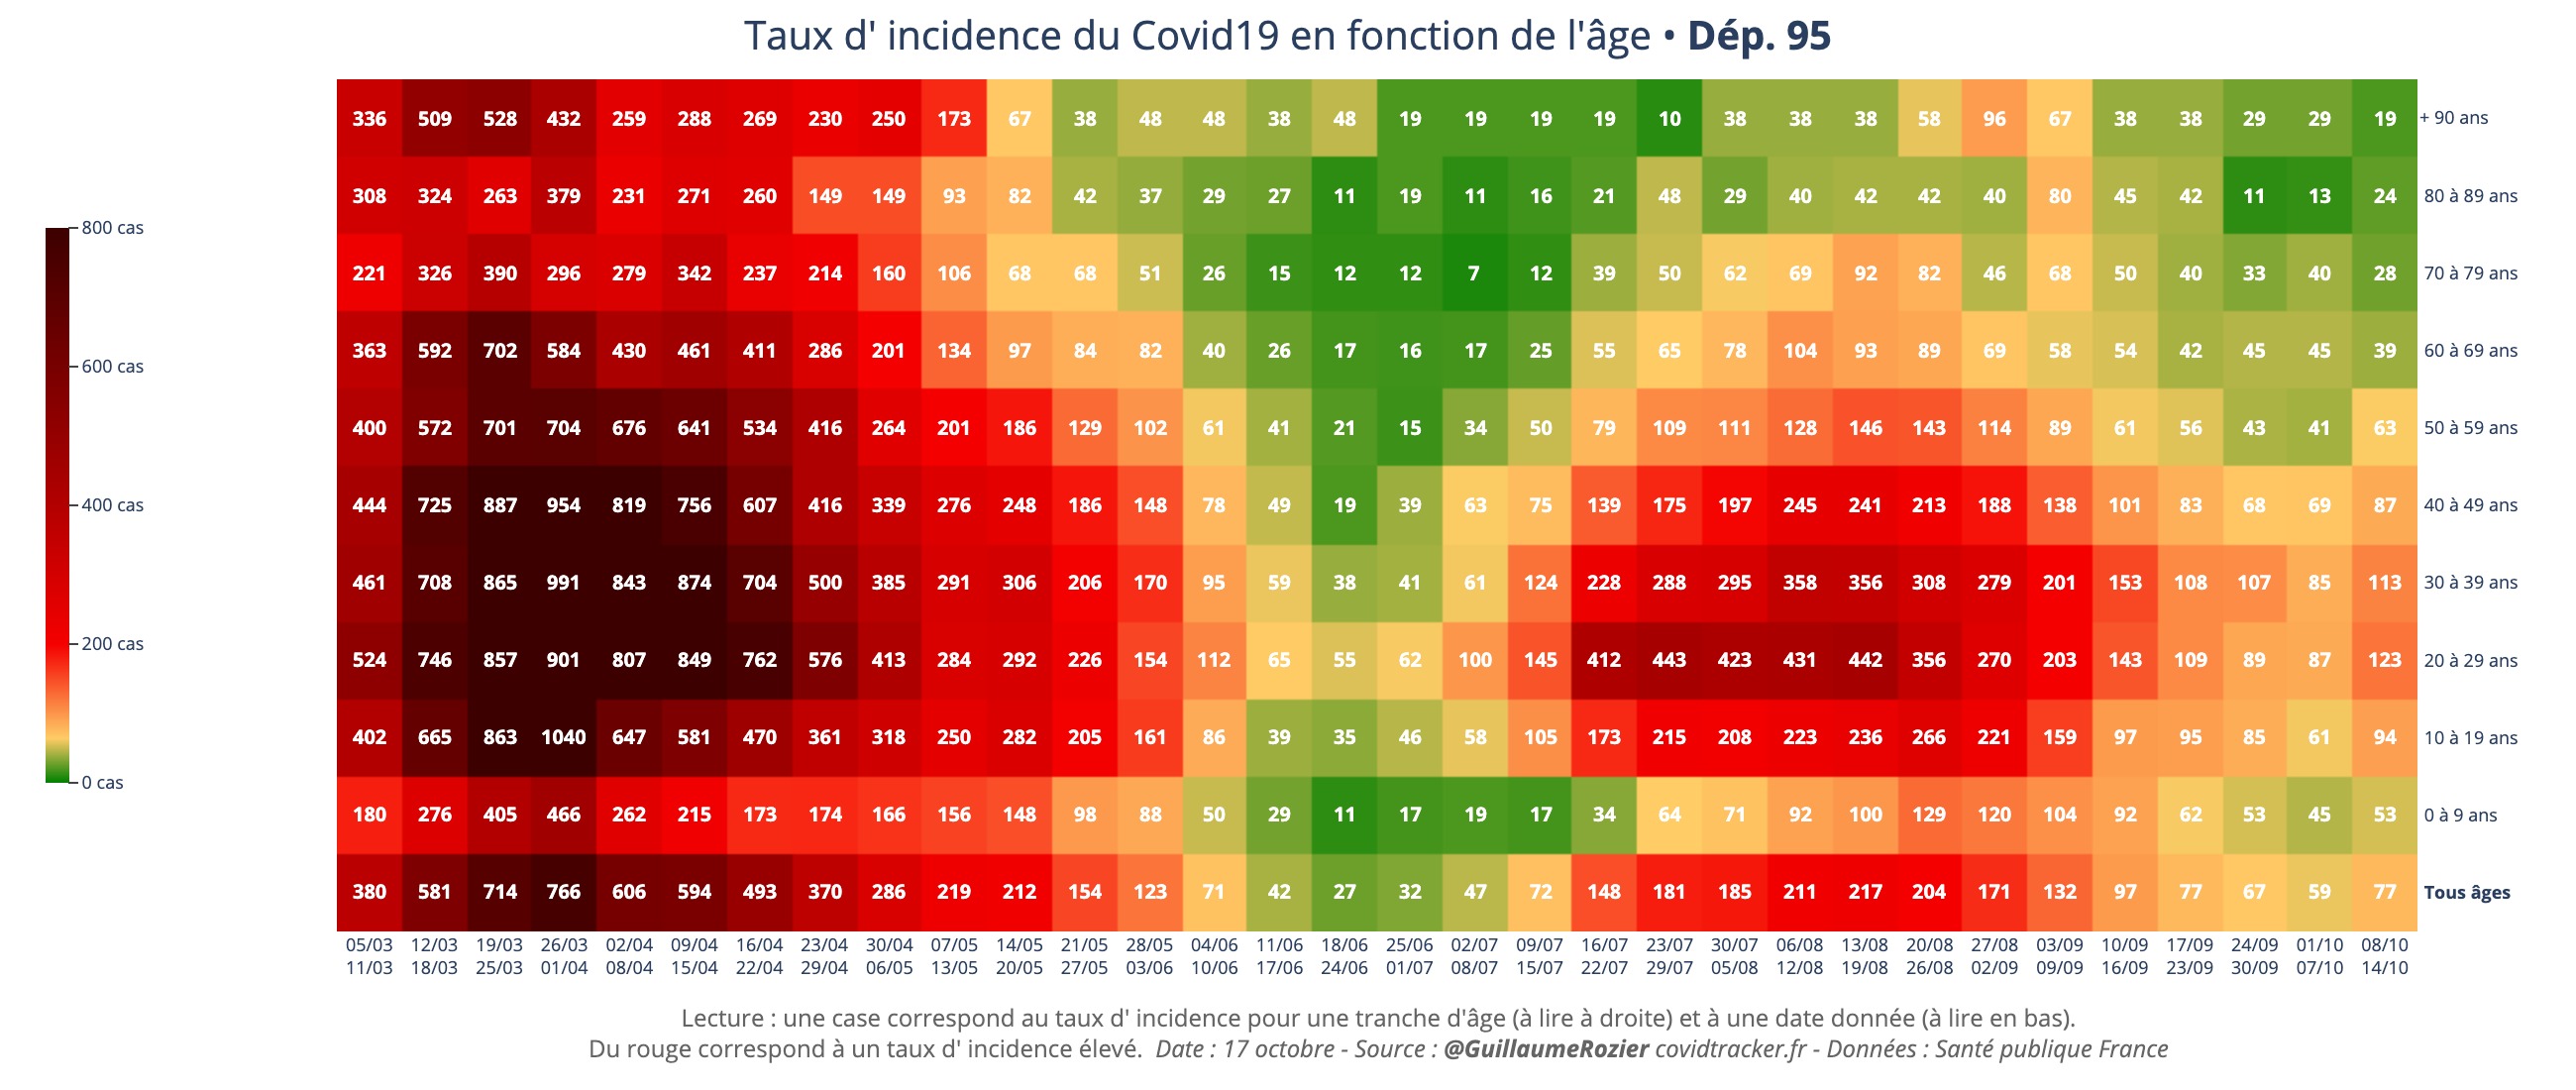 Taux d' incidence du Covid19 en fonction de l'âge • Dép. 95
800 cas
600 cas
400 cas
200 cas
0 cas
336 509 528 432 259 288 269 230 250 173 67 38 48 48 38 48 19 19 19 19 10 38 38 38 58 96 67 38 38 29 29 19 + 90 ans
308 324 263 379 231 271 260 149 149 93 82 42 37 29 27 11 19 11 16 21 48 29 40 42 42 40 80 45 42 11 13 24 80 à 89 ans
221 326 390 296 279 342 237 214 160 106 68 68 51 26 15 12 12 7 12 39 50 62 69 92 82 46 68 50 40 33 40 28 70 à 79 ans
363 592 702 584 430 461 411 286 201 134 97 84 82 40 26 17 16 17 25 55 65 78 104 93 89 69 58 54 42 45 45 39 60 à 69 ans
400 572 701 704 676 641 534 416 264 201 186 129 102 61 41 21 15 34 50 79 109 111 128 146 143 114 89 61 56 43 41 63 50 à 59 ans
444 725 887 954 819 756 607 416 339 276 248 186 148 78 49 19 39 63 75 139 175 197 245 241 213 188 138 101 83 68 69 87 40 à 49 ans
461 708 865 991 843 874 704 500 385 291 306 206 170 95 59 38 41 61 124 228 288 295 358 356 308 279 201 153 108 107 85 113 30 à 39 ans
524 746 857 901 807 849 762 576 413 284 292 226 154 112 65 55 62 100 145 412 443 423 431 442 356 270 203 143 109 89 87 123 20 à 29 ans
402 665 863 1040 647 581 470 361 318 250 282 205 161 86 39 35 46 58 105 173 215 208 223 236 266 221 159 97 95 85 61 94 10 à 19 ans
180 276 405 466 262 215 173 174 166 156 148 98 88 50 29 11 17 19 17 34 64 71 92 100 129 120 104 92 62 53 45 53 0 à 9 ans
380 581 714 766 606 594 493 370 286 219 212 154 123 71 42 27 32 47 72 148 181 185 211 217 204 171 132 97 77 67 59 77 Tous âges
05/03 12/03 19/03 26/03 02/04 09/04 16/04 23/04 30/04 07/05 14/05 21/05 28/05 04/06 11/06 18/06 25/06 02/07 09/07 16/07 23/07 30/07 06/08 13/08 20/08 27/08 03/09 10/09 17/09 24/09 01/10 08/10
11/03 18/03 25/03 01/04 08/04 15/04 22/04 29/04 06/05 13/05 20/05 27/05 03/06 10/06 17/06 24/06 01/07 08/07 15/07 22/07 29/07 05/08 12/08 19/08 26/08 02/09 09/09 16/09 23/09 30/09 07/10 14/10
Lecture : une case correspond au taux d' incidence pour une tranche d'âge (à lire à droite) et à une date donnée (à lire en bas).
Du rouge correspond à un taux d' incidence élevé. Date : 17 octobre - Source : @GuillaumeRozier covidtracker.fr - Données : Santé publique France